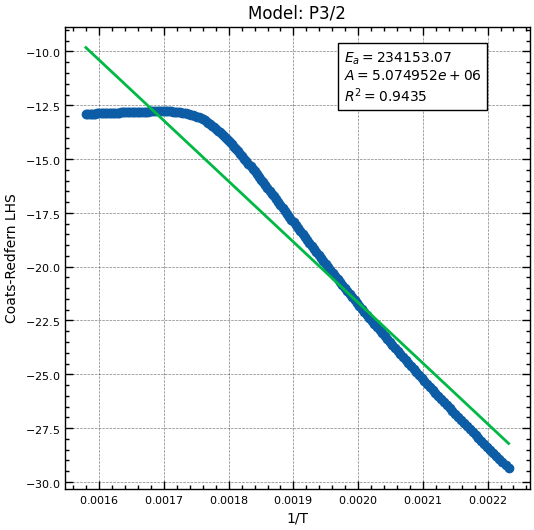 Model: P3/2
E_a = 234153.07
A = 5.074952e + 06
R^2 = 0.9435
Coats-Redfern LHS
−10.0
−12.5
−15.0
−17.5
−20.0
−22.5
−25.0
−27.5
−30.0
0.0016 0.0017 0.0018 0.0019 0.0020 0.0021 0.0022
1/T